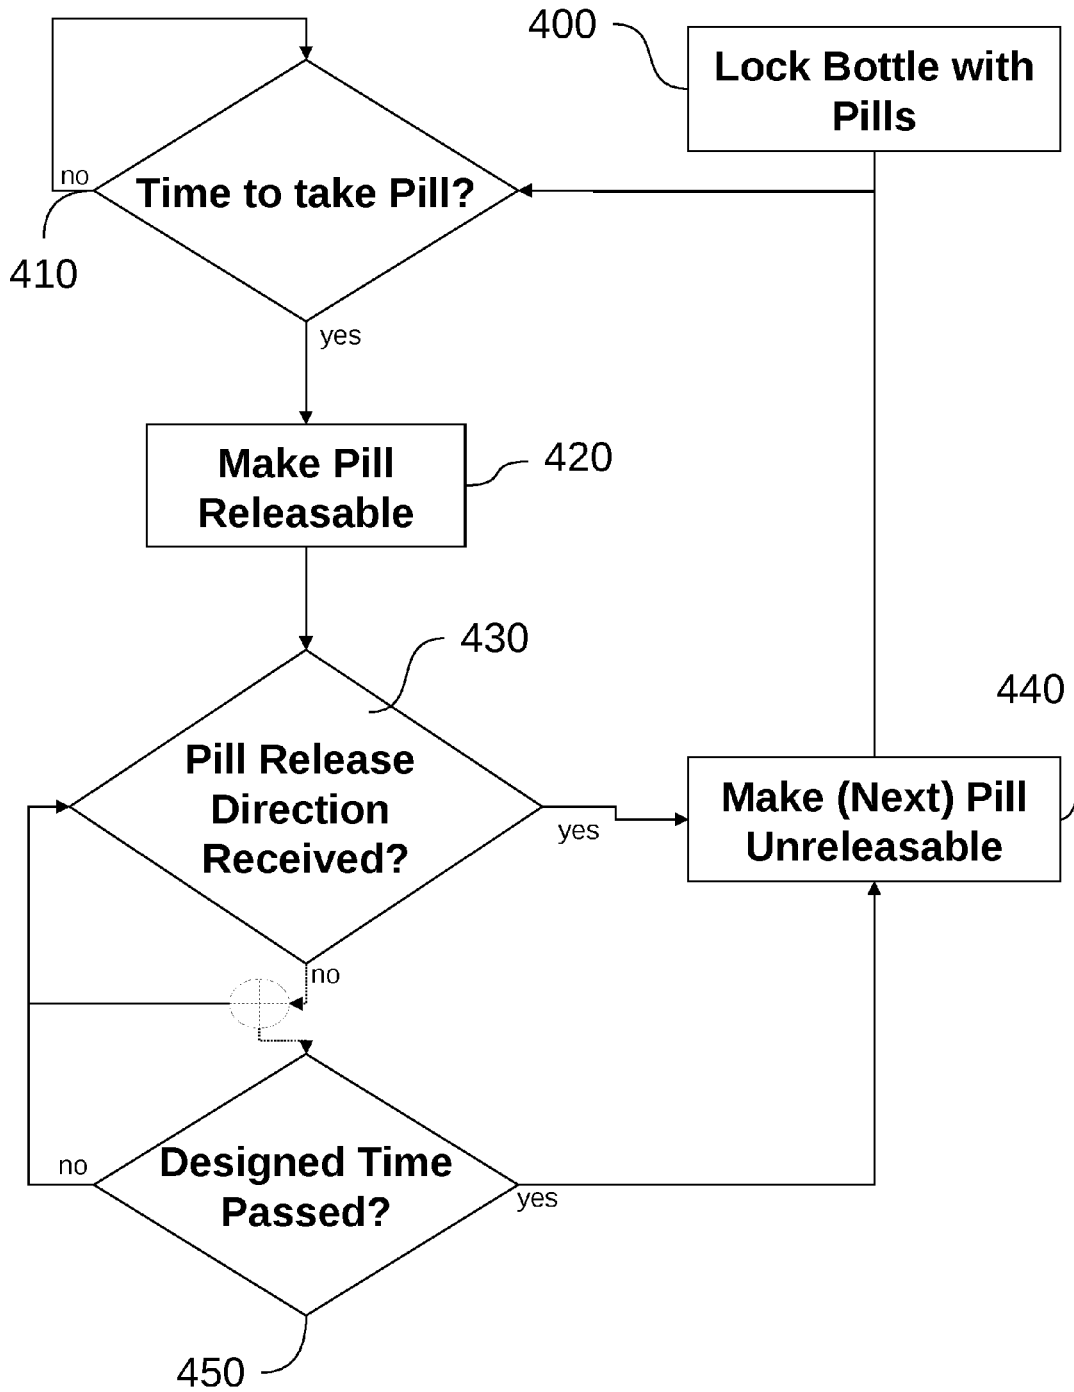 400
Lock Bottle with
Pills
no
Time to take Pill?
410
yes
Make Pill
Releasable
420
430
440
Pill Release
Direction
Received?
yes
Make (Next) Pill
Unreleasable
no
no
Designed Time
Passed?
yes
450